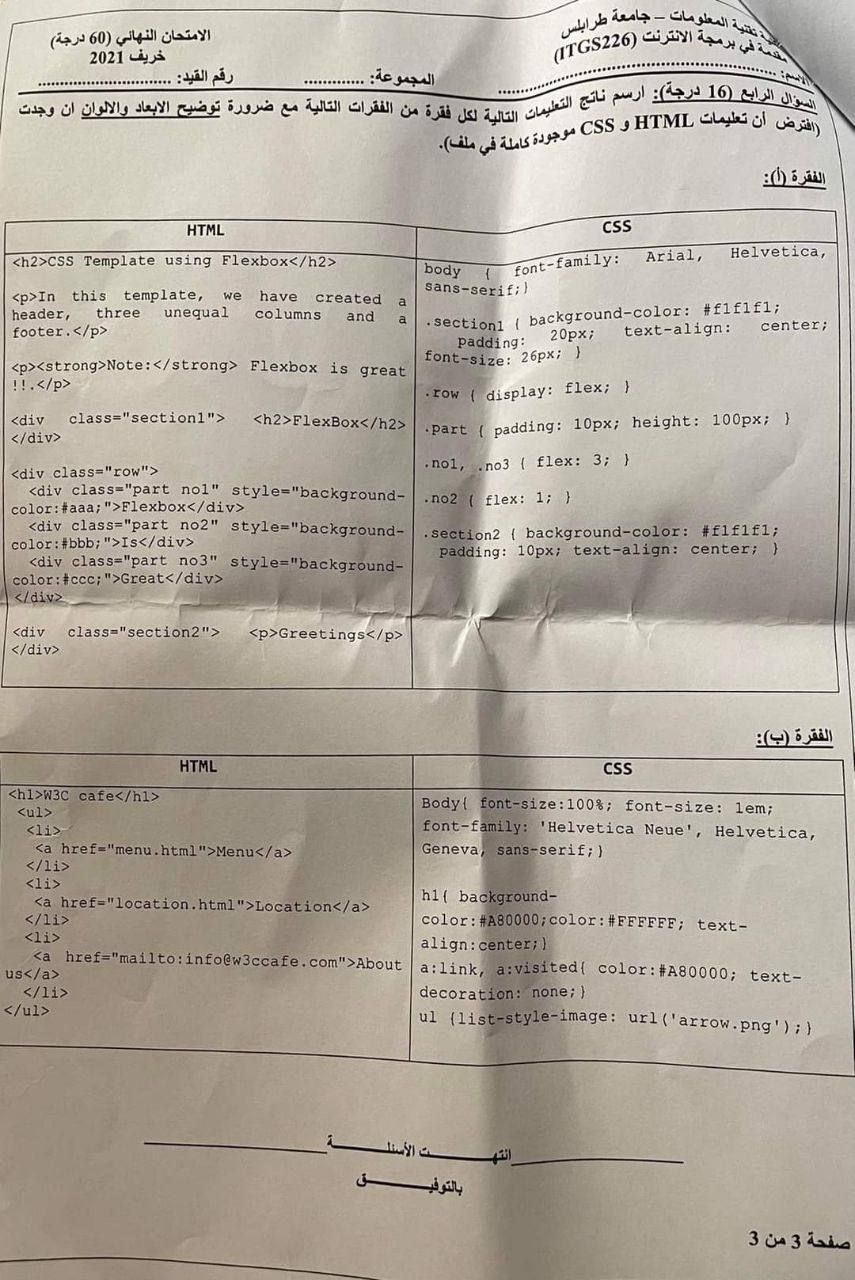 كلية تقنية المعلومات – جامعة طرابلس
مقدمة في برمجة الانترنت (ITGS226)
الامتحان النهائي (60 درجة)
خريف 2021
الاسم: ............................................ المجموعة: ............ رقم القيد: ...........................
السؤال الرابع (16 درجة): ارسم ناتج التعليمات التالية لكل فقرة من الفقرات التالية مع ضرورة توضيح الابعاد والالوان ان وجدت
(افترض أن تعليمات HTML و CSS موجودة كاملة في ملف).
الفقرة (أ):
HTML
<h2>CSS Template using Flexbox</h2>
<p>In this template, we have created a
header, three unequal columns and a
footer.</p>
<p><strong>Note:</strong> Flexbox is great
!!.</p>
<div class="section1"> <h2>FlexBox</h2>
</div>
<div class="row">
<div class="part no1" style="background-
color:#aaa;">Flexbox</div>
<div class="part no2" style="background-
color:#bbb;">Is</div>
<div class="part no3" style="background-
color:#ccc;">Great</div>
</div>
<div class="section2"> <p>Greetings</p>
</div>
CSS
body { font-family: Arial, Helvetica,
sans-serif;}
.section1 { background-color: #f1f1f1;
padding: 20px; text-align: center;
font-size: 26px; }
.row { display: flex; }
.part { padding: 10px; height: 100px; }
.no1, .no3 { flex: 3; }
.no2 { flex: 1; }
.section2 { background-color: #f1f1f1;
padding: 10px; text-align: center; }
الفقرة (ب):
HTML
<h1>W3C cafe</h1>
<ul>
<li>
<a href="menu.html">Menu</a>
</li>
<li>
<a href="location.html">Location</a>
</li>
<li>
<a href="mailto:info@w3ccafe.com">About
us</a>
</li>
</ul>
CSS
Body{ font-size:100%; font-size: 1em;
font-family: 'Helvetica Neue', Helvetica,
Geneva, sans-serif;}
h1{ background-
color:#A80000;color:#FFFFFF; text-
align:center;}
a:link, a:visited{ color:#A80000; text-
decoration: none;}
ul {list-style-image: url('arrow.png');}
انتهـــت الأسئلـــة
بالتوفيـــق
صفحة 3 من 3